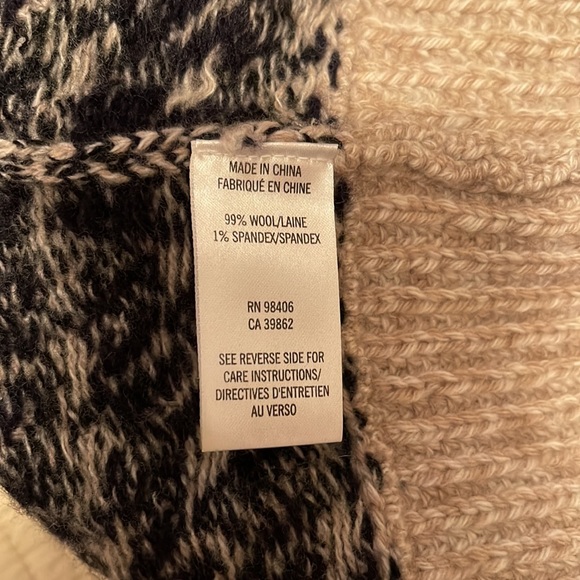 MADE IN CHINA
FABRIQUÉ EN CHINE
99% WOOL/LAINE
1% SPANDEX/SPANDEX
RN 98406
CA 39862
SEE REVERSE SIDE FOR
CARE INSTRUCTIONS/
DIRECTIVES D'ENTRETIEN
AU VERSO